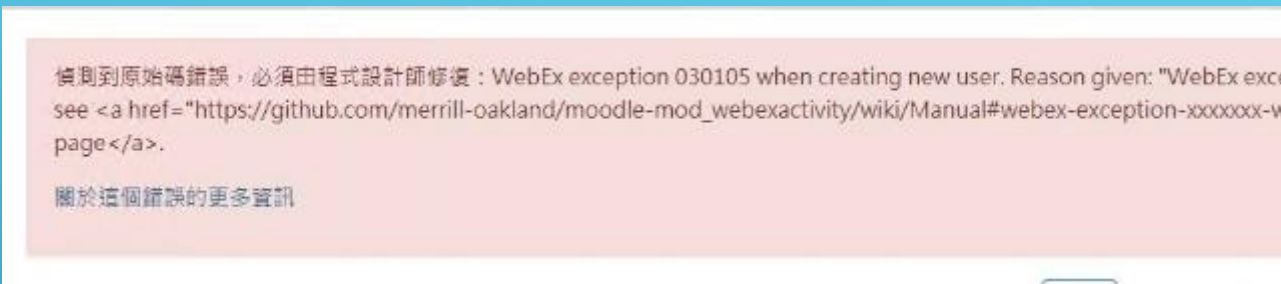 偵測到原始碼錯誤，必須由程式設計師修復：WebEx exception 030105 when creating new user. Reason given: "WebEx exce
see <a href="https://github.com/merrill-oakland/moodle-mod_webexactivity/wiki/Manual#webex-exception-xxxxxxx-w
page</a>.
關於這個錯誤的更多資訊